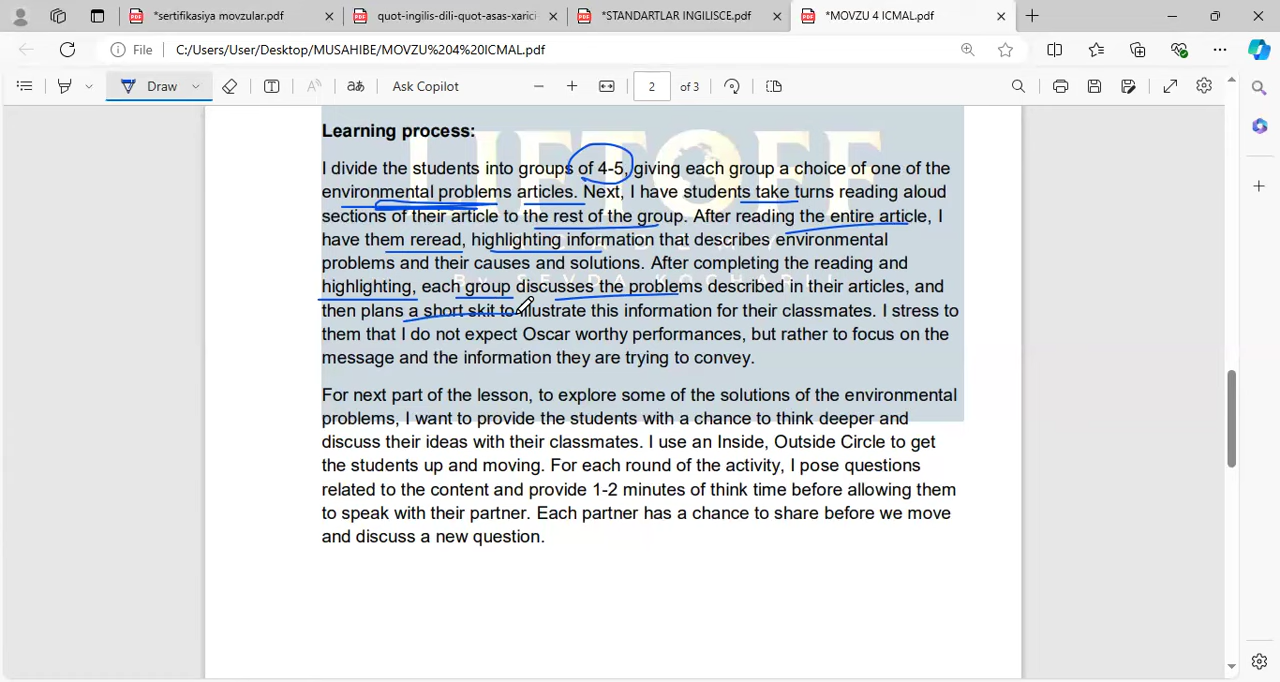 *sertifikasiya movzular.pdf
quot-ingilis-dili-quot-asas-xarici
*STANDARTLAR INGILISCE.pdf
*MOVZU 4 ICMAL.pdf
File
C:/Users/User/Desktop/MUSAHIBE/MOVZU%204%20ICMAL.pdf
Draw
aあ
Ask Copilot
2
of 3
LIFTOFF
Learning process:
I divide the students into groups of 4-5, giving each group a choice of one of the
environmental problems articles. Next, I have students take turns reading aloud
sections of their article to the rest of the group. After reading the entire article, I
have them reread, highlighting information that describes environmental
problems and their causes and solutions. After completing the reading and
highlighting, each group discusses the problems described in their articles, and
then plans a short skit to illustrate this information for their classmates. I stress to
them that I do not expect Oscar worthy performances, but rather to focus on the
message and the information they are trying to convey.
For next part of the lesson, to explore some of the solutions of the environmental
problems, I want to provide the students with a chance to think deeper and
discuss their ideas with their classmates. I use an Inside, Outside Circle to get
the students up and moving. For each round of the activity, I pose questions
related to the content and provide 1-2 minutes of think time before allowing them
to speak with their partner. Each partner has a chance to share before we move
and discuss a new question.